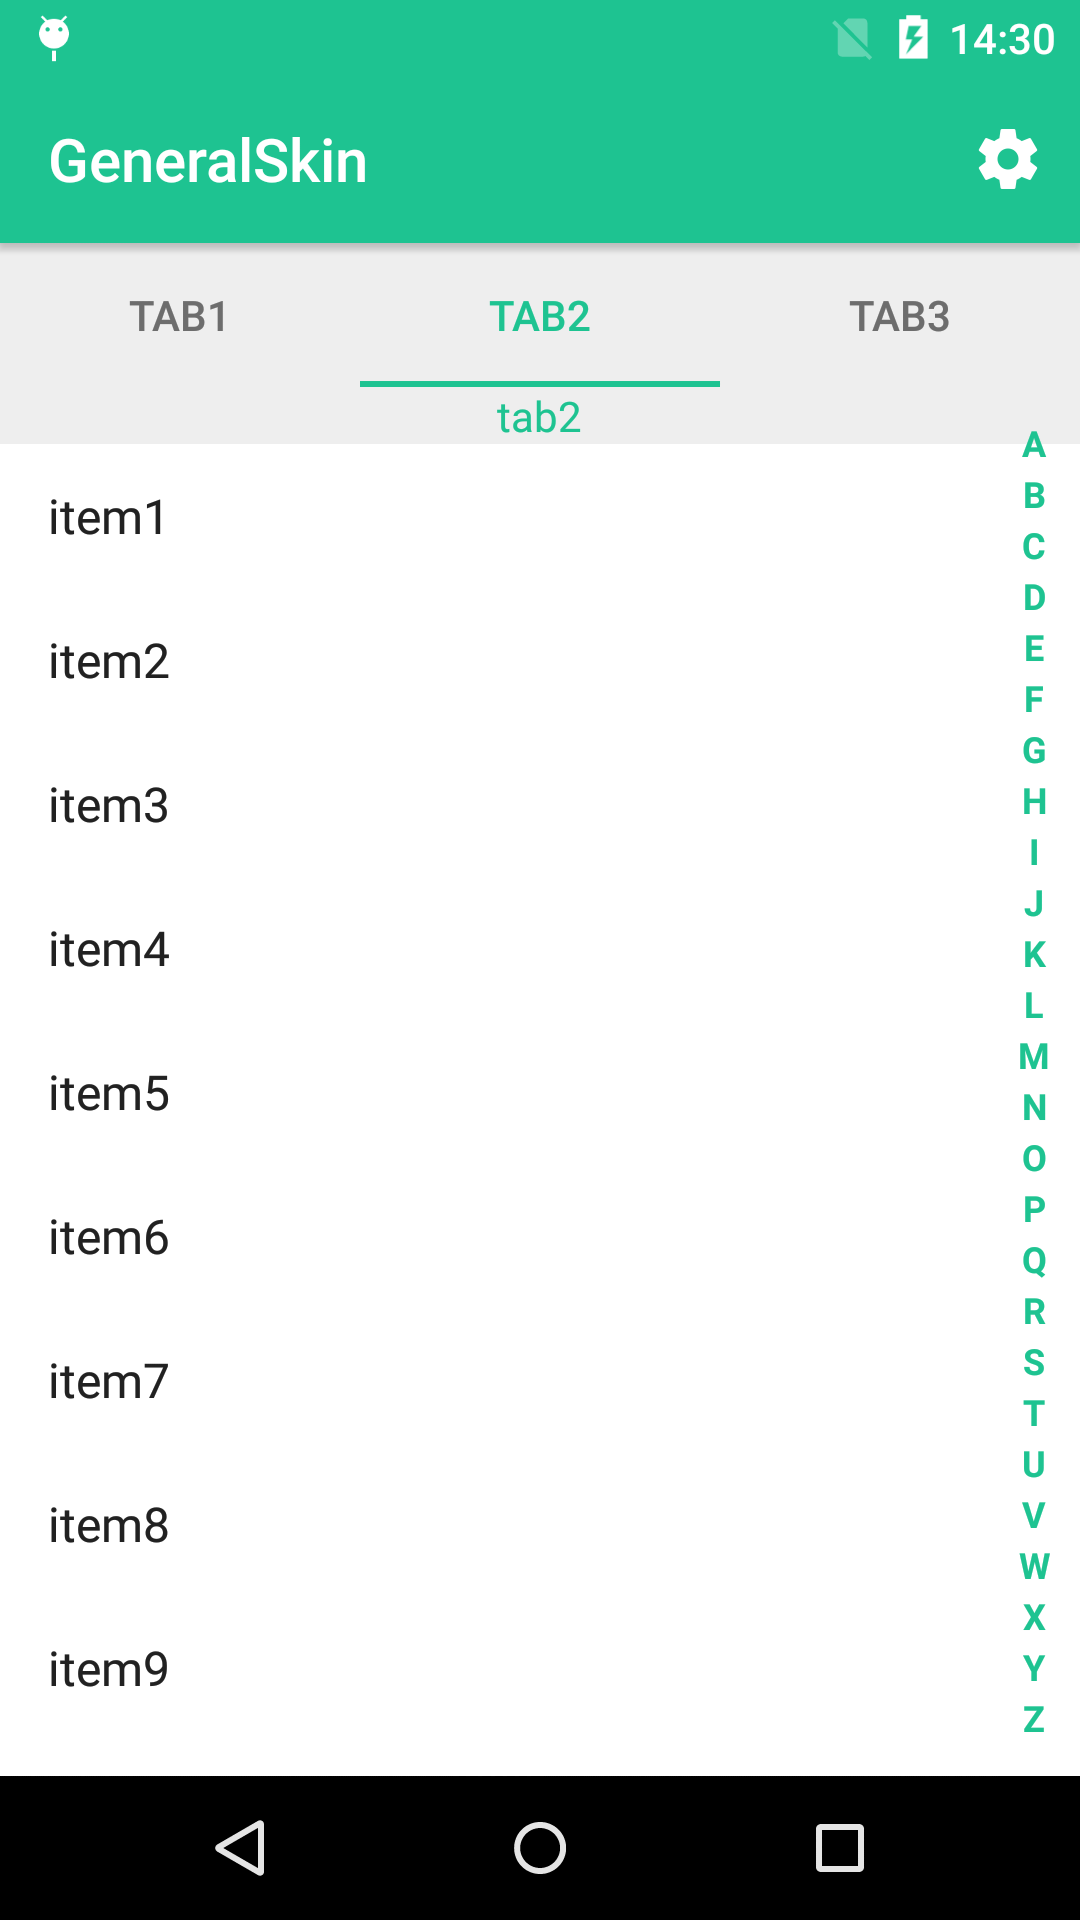 14:30
GeneralSkin
TAB1 TAB2 TAB3
tab2
A
item1
B
C
D
item2
E
F
G
item3
H
I
J
item4
K
L
M
item5
N
O
P
item6
Q
R
S
item7
T
U
V
item8
W
X
Y
item9
Z